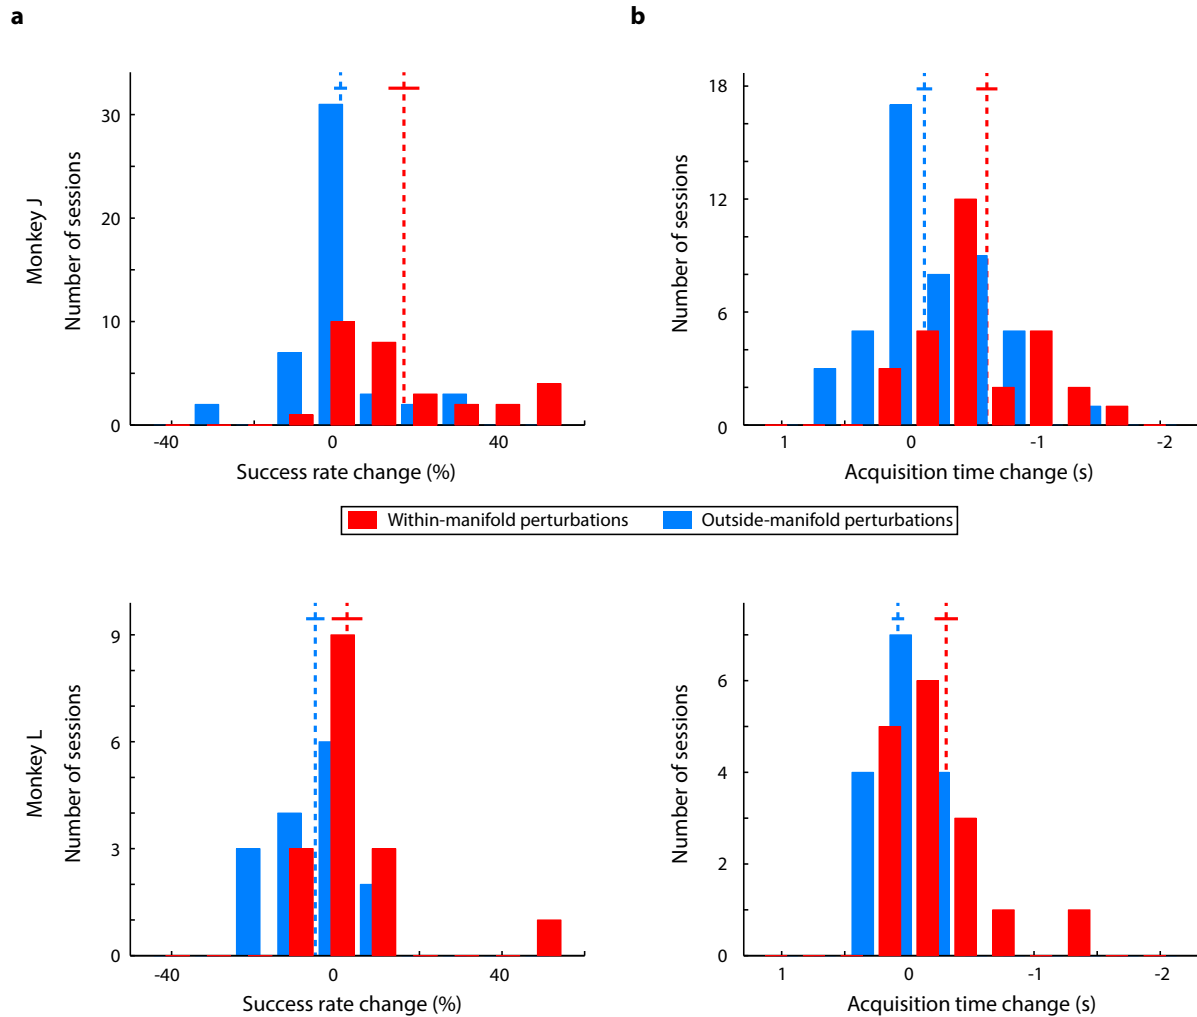 a
b
Monkey J
Number of sessions
30
20
10
0
-40
0
40
Success rate change (%)
Number of sessions
18
12
6
0
1
0
-1
-2
Acquisition time change (s)
Within-manifold perturbations
Outside-manifold perturbations
Monkey L
Number of sessions
9
6
3
0
-40
0
40
Success rate change (%)
Number of sessions
6
4
2
0
1
0
-1
-2
Acquisition time change (s)